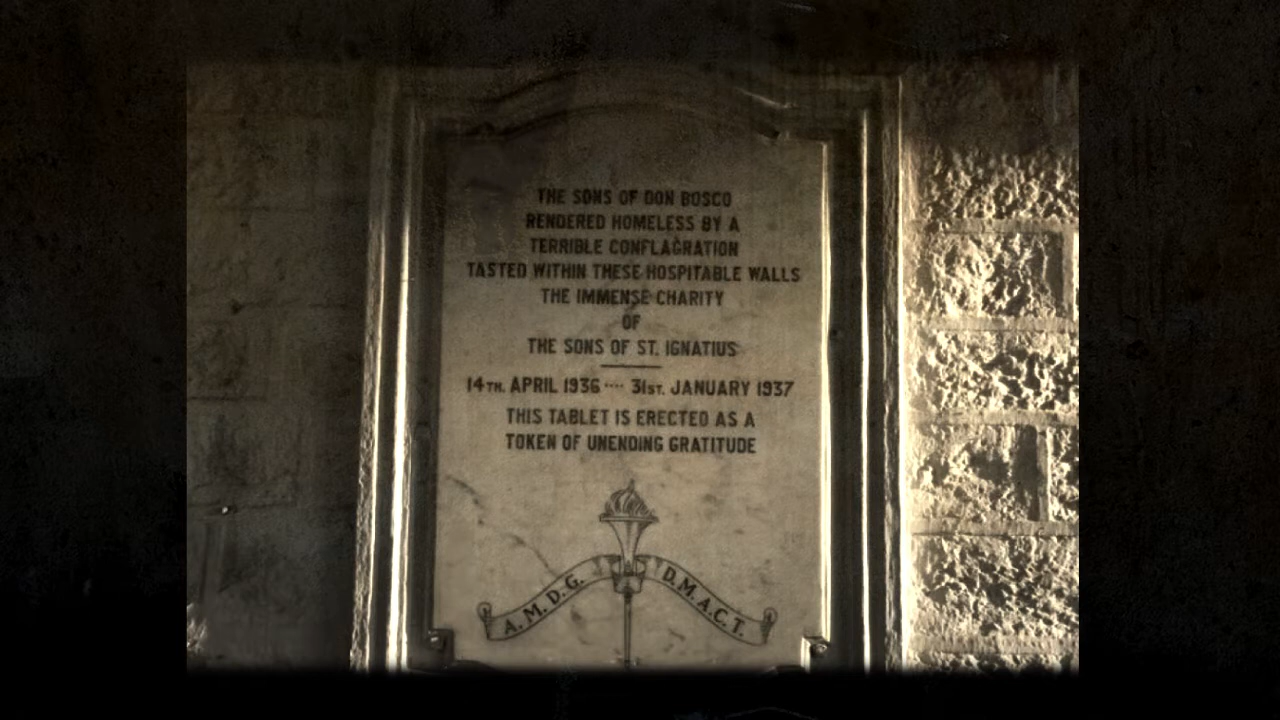 THE SONS OF DON BOSCO
RENDERED HOMELESS BY A
TERRIBLE CONFLAGRATION
TASTED WITHIN THESE HOSPITABLE WALLS
THE IMMENSE CHARITY
OF
THE SONS OF ST. IGNATIUS
14TH. APRIL 1936 ···· 31ST. JANUARY 1937
THIS TABLET IS ERECTED AS A
TOKEN OF UNENDING GRATITUDE
A. M. D. G. D. M. A. C. T.